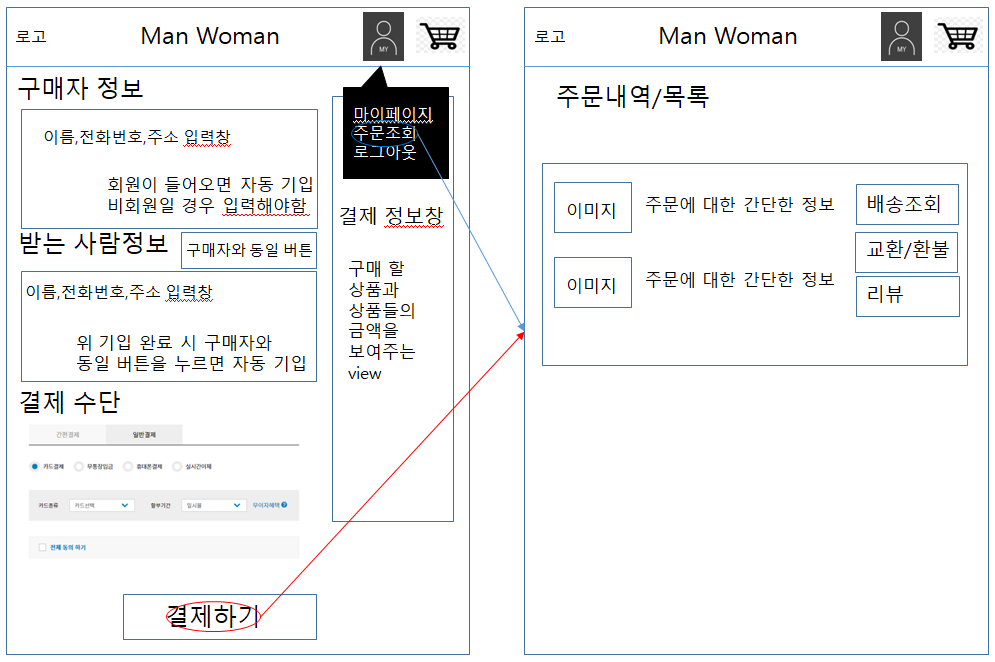 로고
Man Woman
MY
구매자 정보
이름,전화번호,주소 입력창
회원이 들어오면 자동 기입
비회원일 경우 입력해야함
받는 사람정보
구매자와 동일 버튼
이름,전화번호,주소 입력창
위 기입 완료 시 구매자와
동일 버튼을 누르면 자동 기입
결제 수단
간편결제
일반결제
카드결제
무통장입금
휴대폰결제
실시간이체
카드종류
카드선택
할부기간
일시불
무이자혜택
전체 동의 하기
결제하기
마이페이지
주문조회
로그아웃
결제 정보창
구매 할
상품과
상품들의
금액을
보여주는
view
로고
Man Woman
MY
주문내역/목록
이미지
주문에 대한 간단한 정보
배송조회
교환/환불
이미지
주문에 대한 간단한 정보
리뷰